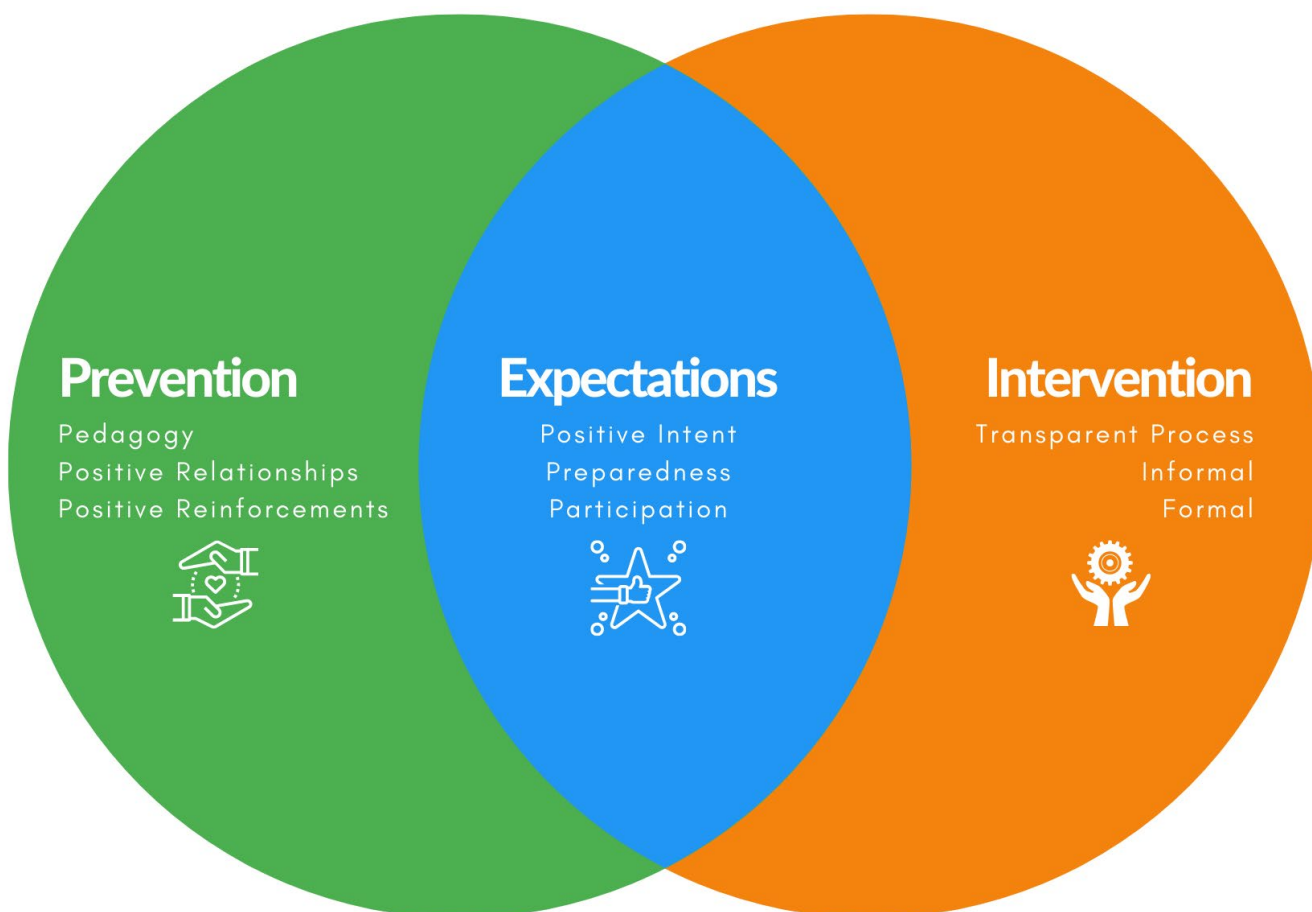 Prevention
Pedagogy
Positive Relationships
Positive Reinforcements
Expectations
Positive Intent
Preparedness
Participation
Intervention
Transparent Process
Informal
Formal